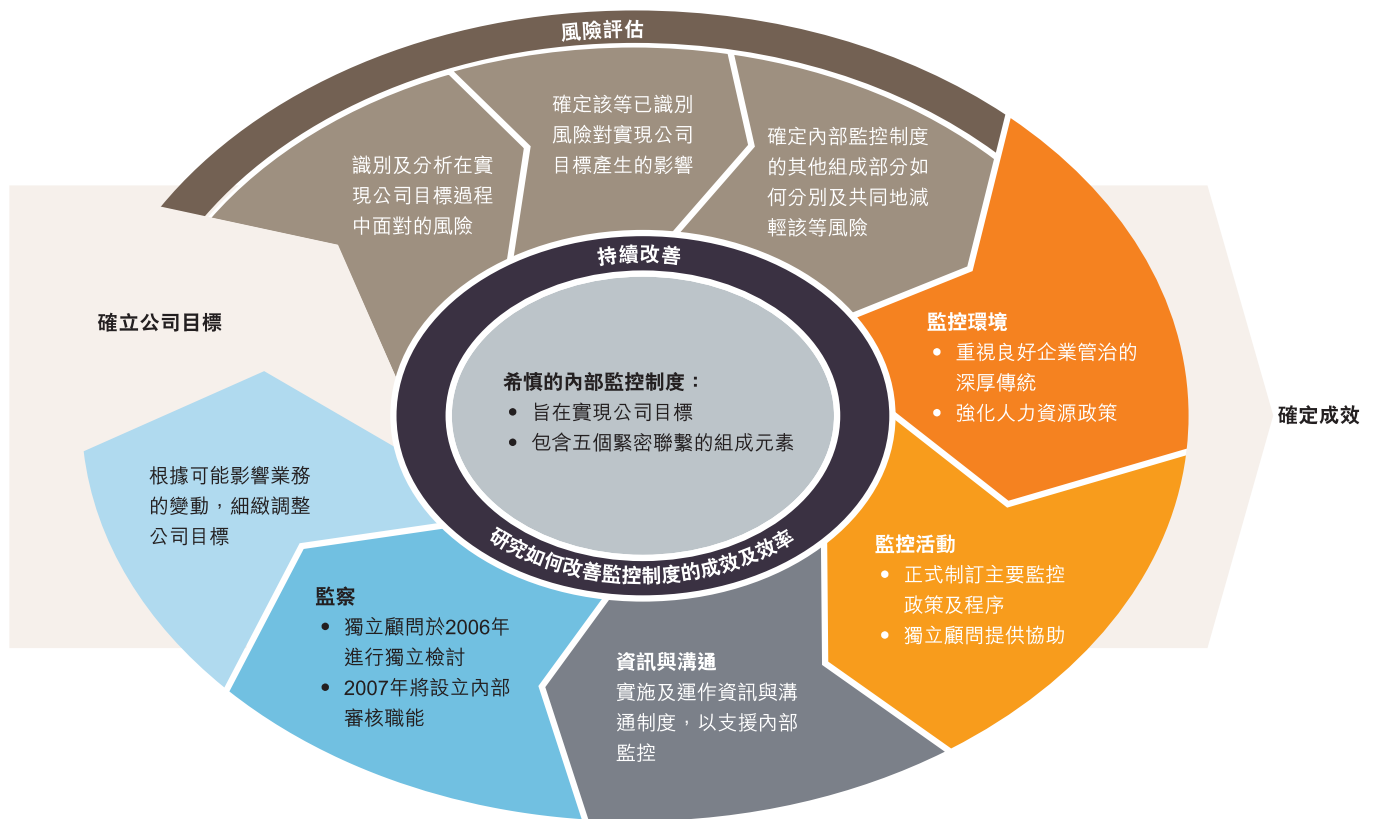 風險評估
識別及分析在實
現公司目標過程
中面對的風險
確定該等已識別
風險對實現公司
目標產生的影響
確定內部監控制度
的其他組成部分如
何分別及共同地減
輕該等風險
持續改善
確立公司目標
希慎的內部監控制度：
• 旨在實現公司目標
• 包含五個緊密聯繫的組成元素
研究如何改善監控制度的成效及效率
監控環境
• 重視良好企業管治的
深厚傳統
• 強化人力資源政策
確定成效
監控活動
• 正式制訂主要監控
政策及程序
• 獨立顧問提供協助
資訊與溝通
實施及運作資訊與溝
通制度，以支援內部
監控
監察
• 獨立顧問於2006年
進行獨立檢討
• 2007年將設立內部
審核職能
根據可能影響業務
的變動，細緻調整
公司目標